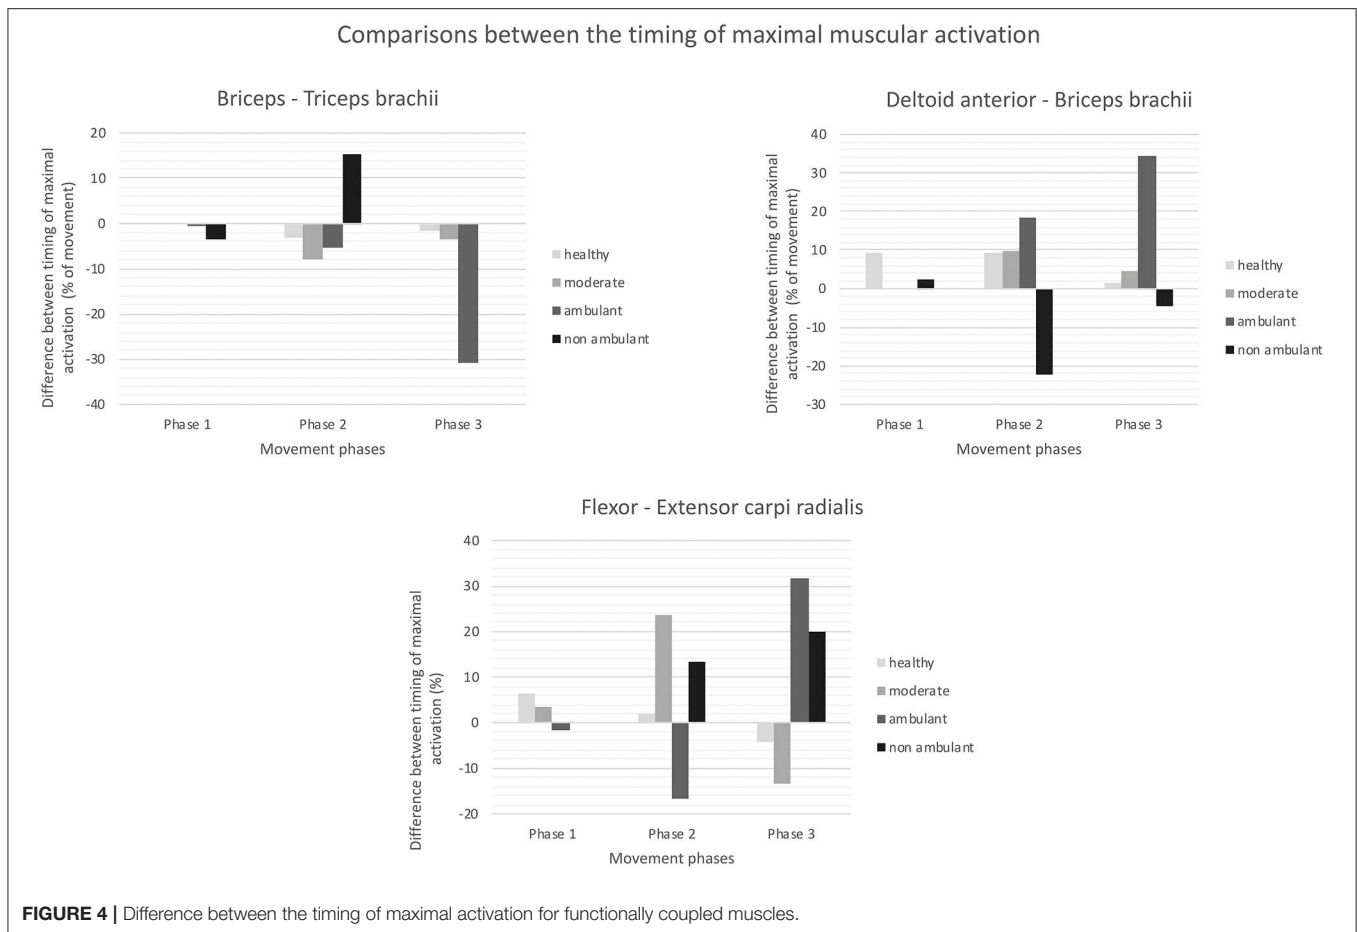 Comparisons between the timing of maximal muscular activation
Briceps - Triceps brachii
Difference between timing of maximal
activation (% of movement)
20
10
0
-10
-20
-30
-40
Phase 1
Phase 2
Phase 3
Movement phases
healthy
moderate
ambulant
non ambulant
Deltoid anterior - Briceps brachii
Difference between timing of maximal
activation (% of movement)
40
30
20
10
0
-10
-20
-30
Phase 1
Phase 2
Phase 3
Movement phases
healthy
moderate
ambulant
non ambulant
Flexor - Extensor carpi radialis
Difference between timing of maximal
activation (%)
40
30
20
10
0
-10
-20
Phase 1
Phase 2
Phase 3
Movement phases
healthy
moderate
ambulant
non ambulant
FIGURE 4 | Difference between the timing of maximal activation for functionally coupled muscles.